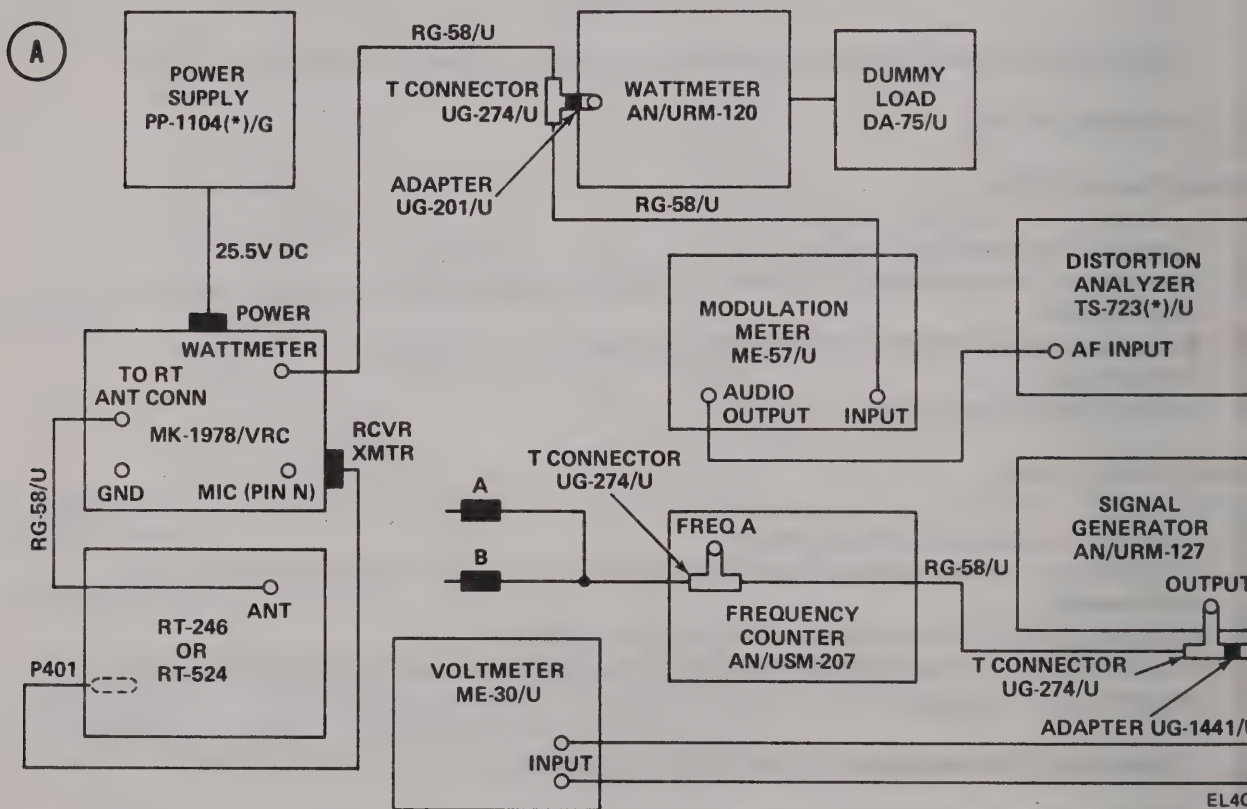 A
POWER
SUPPLY
PP-1104(*)/G
25.5V DC
POWER
WATTMETER
TO RT
ANT CONN
MK-1978/VRC
GND
MIC (PIN N)
RCVR
XMTR
RG-58/U
ANT
RT-246
OR
RT-524
P401
RG-58/U
T CONNECTOR
UG-274/U
ADAPTER
UG-201/U
WATTMETER
AN/URM-120
DUMMY
LOAD
DA-75/U
RG-58/U
MODULATION
METER
ME-57/U
AUDIO
OUTPUT
INPUT
DISTORTION
ANALYZER
TS-723(*)/U
AF INPUT
T CONNECTOR
UG-274/U
A
B
FREQ A
FREQUENCY
COUNTER
AN/USM-207
RG-58/U
SIGNAL
GENERATOR
AN/URM-127
OUTPUT
T CONNECTOR
UG-274/U
ADAPTER UG-1441/U
VOLTMETER
ME-30/U
INPUT